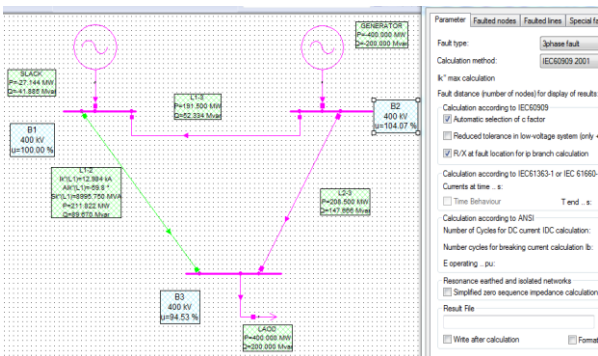 GENERATOR
P=-400.000 MW
Q=-200.000 Mvar
SLACK
P=-27.144 MW
Q=-41.885 Mvar
L1-3
P=191.500 MW
Q=52.334 Mvar
B1
400 kV
u=100.00 %
B2
400 kV
u=104.07 %
L1-2
Ik"(L1)=12.984 kA
AIk"(L1)=-59.8 °
Sk"(L1)=8995.750 MVA
P=211.822 MW
Q=89.670 Mvar
L2-3
P=208.500 MW
Q=147.666 Mvar
B3
400 kV
u=94.53 %
LAOD
P=400.000 MW
Q=200.000 Mvar
Parameter
Faulted nodes
Faulted lines
Special fa
Fault type:
3phase fault
Calculation method:
IEC60909 2001
Ik" max calculation
Fault distance (number of nodes) for display of results:
Calculation according to IEC60909
Automatic selection of c factor
Reduced tolerance in low-voltage system (only +
R/X at fault location for ip branch calculation
Calculation according to IEC61363-1 or IEC 61660-
Currents at time .. s:
Time Behaviour
T end .. s:
Calculation according to ANSI
Number of Cycles for DC current IDC calculation:
Number cycles for breaking current calculation Ib:
E operating .. pu:
Resonance earthed and isolated networks
Simplified zero sequence impedance calculation
Result File
Write after calculation
Format